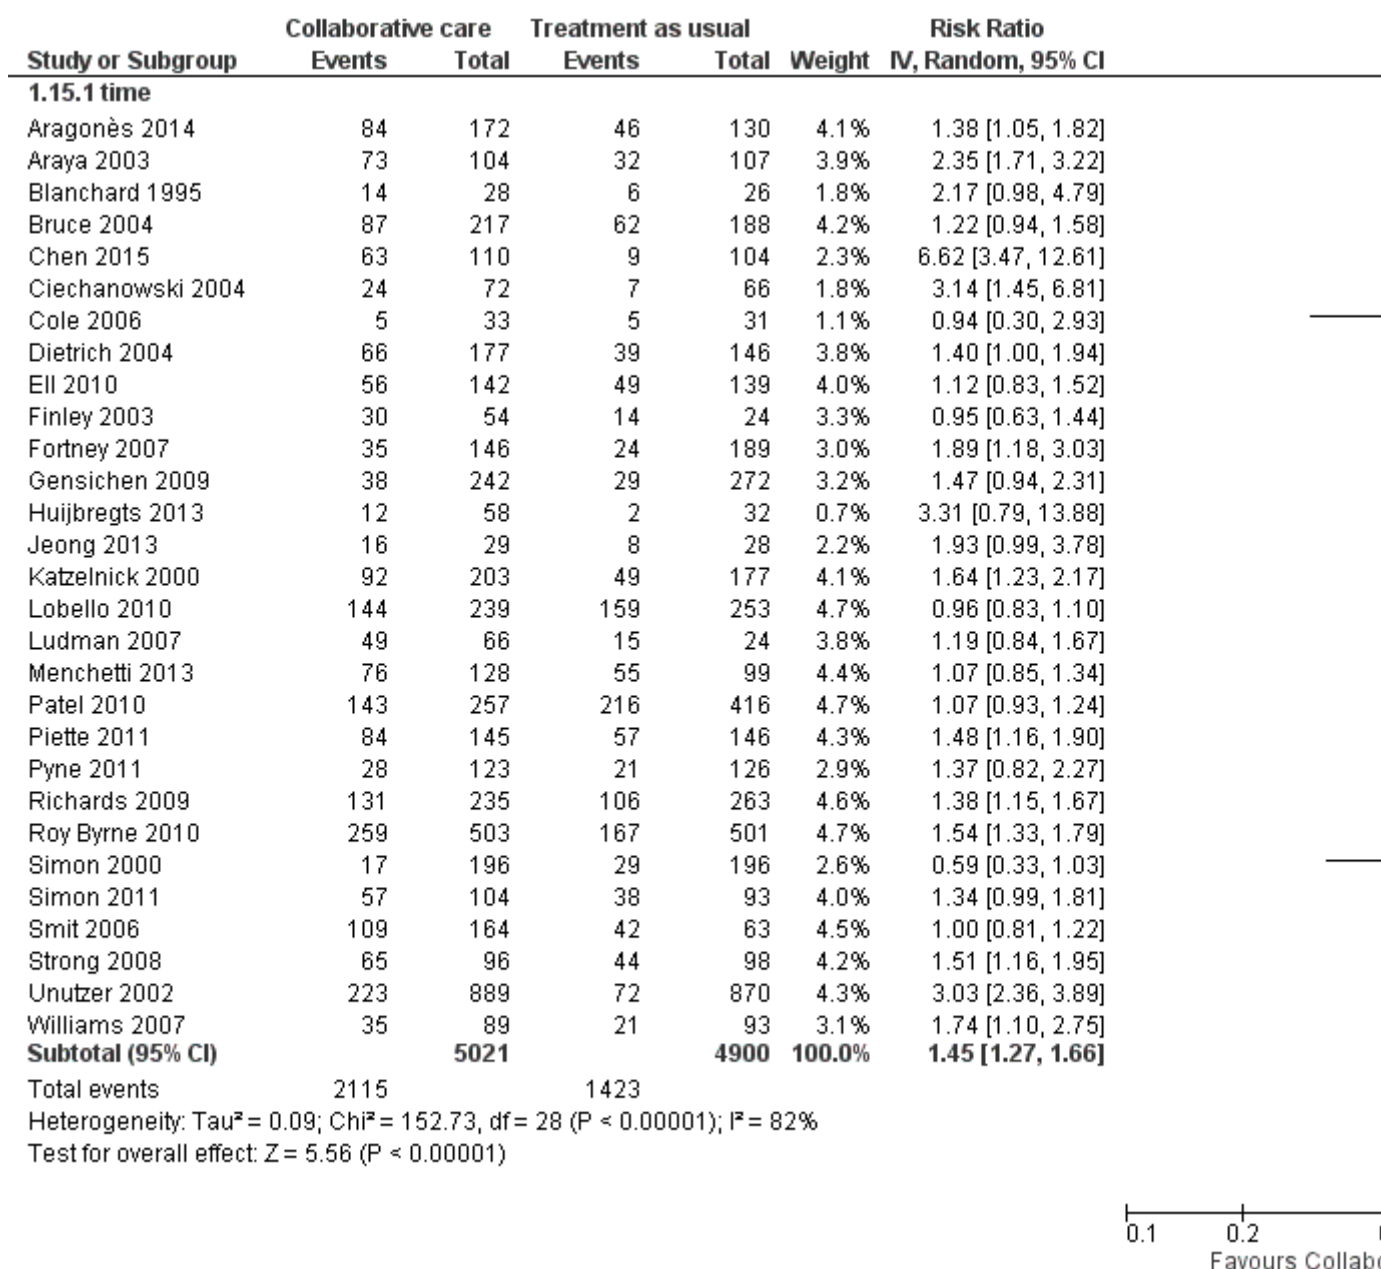 Collaborative care Treatment as usual Risk Ratio
Study or Subgroup Events Total Events Total Weight IV, Random, 95% CI
1.15.1 time
Aragonès 2014 84 172 46 130 4.1% 1.38 [1.05, 1.82]
Araya 2003 73 104 32 107 3.9% 2.35 [1.71, 3.22]
Blanchard 1995 14 28 6 26 1.8% 2.17 [0.98, 4.79]
Bruce 2004 87 217 62 188 4.2% 1.22 [0.94, 1.58]
Chen 2015 63 110 9 104 2.3% 6.62 [3.47, 12.61]
Ciechanowski 2004 24 72 7 66 1.8% 3.14 [1.45, 6.81]
Cole 2006 5 33 5 31 1.1% 0.94 [0.30, 2.93]
Dietrich 2004 66 177 39 146 3.8% 1.40 [1.00, 1.94]
Ell 2010 56 142 49 139 4.0% 1.12 [0.83, 1.52]
Finley 2003 30 54 14 24 3.3% 0.95 [0.63, 1.44]
Fortney 2007 35 146 24 189 3.0% 1.89 [1.18, 3.03]
Gensichen 2009 38 242 29 272 3.2% 1.47 [0.94, 2.31]
Huijbregts 2013 12 58 2 32 0.7% 3.31 [0.79, 13.88]
Jeong 2013 16 29 8 28 2.2% 1.93 [0.99, 3.78]
Katzelnick 2000 92 203 49 177 4.1% 1.64 [1.23, 2.17]
Lobello 2010 144 239 159 253 4.7% 0.96 [0.83, 1.10]
Ludman 2007 49 66 15 24 3.8% 1.19 [0.84, 1.67]
Menchetti 2013 76 128 55 99 4.4% 1.07 [0.85, 1.34]
Patel 2010 143 257 216 416 4.7% 1.07 [0.93, 1.24]
Piette 2011 84 145 57 146 4.3% 1.48 [1.16, 1.90]
Pyne 2011 28 123 21 126 2.9% 1.37 [0.82, 2.27]
Richards 2009 131 235 106 263 4.6% 1.38 [1.15, 1.67]
Roy Byrne 2010 259 503 167 501 4.7% 1.54 [1.33, 1.79]
Simon 2000 17 196 29 196 2.6% 0.59 [0.33, 1.03]
Simon 2011 57 104 38 93 4.0% 1.34 [0.99, 1.81]
Smit 2006 109 164 42 63 4.5% 1.00 [0.81, 1.22]
Strong 2008 65 96 44 98 4.2% 1.51 [1.16, 1.95]
Unutzer 2002 223 889 72 870 4.3% 3.03 [2.36, 3.89]
Williams 2007 35 89 21 93 3.1% 1.74 [1.10, 2.75]
Subtotal (95% CI) 5021 4900 100.0% 1.45 [1.27, 1.66]
Total events 2115 1423
Heterogeneity: Tau² = 0.09; Chi² = 152.73, df = 28 (P < 0.00001); I² = 82%
Test for overall effect: Z = 5.56 (P < 0.00001)
0.1 0.2
Favours Collabo